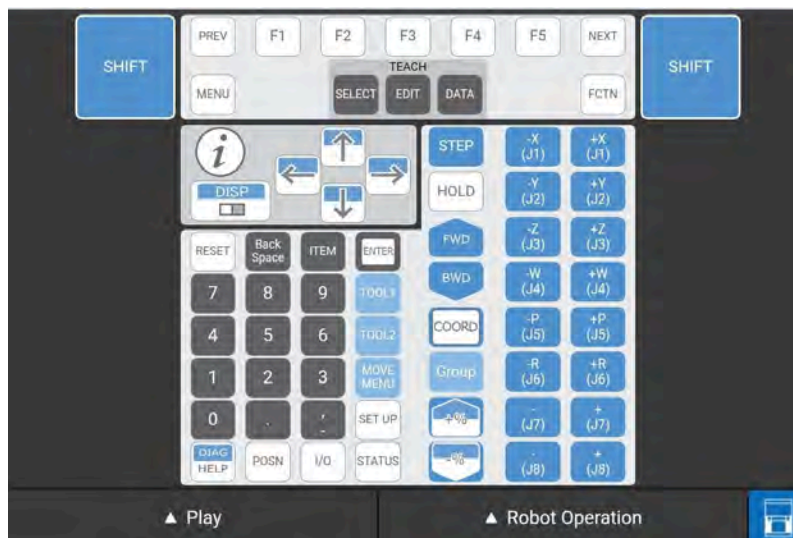 PREV F1 F2 F3 F4 F5 NEXT
SHIFT TEACH SHIFT
MENU SELECT EDIT DATA FCTN
i
DISP
STEP -X (J1) +X (J1)
HOLD -Y (J2) +Y (J2)
FWD -Z (J3) +Z (J3)
BWD -W (J4) +W (J4)
COORD -P (J5) +P (J5)
Group -R (J6) +R (J6)
+% - (J7) + (J7)
-% - (J8) + (J8)
RESET Back Space ITEM ENTER
7 8 9 TOOL1
4 5 6 TOOL2
1 2 3 MOVE MENU
0 . , - SET UP
DIAG HELP POSN I/O STATUS
▲ Play ▲ Robot Operation